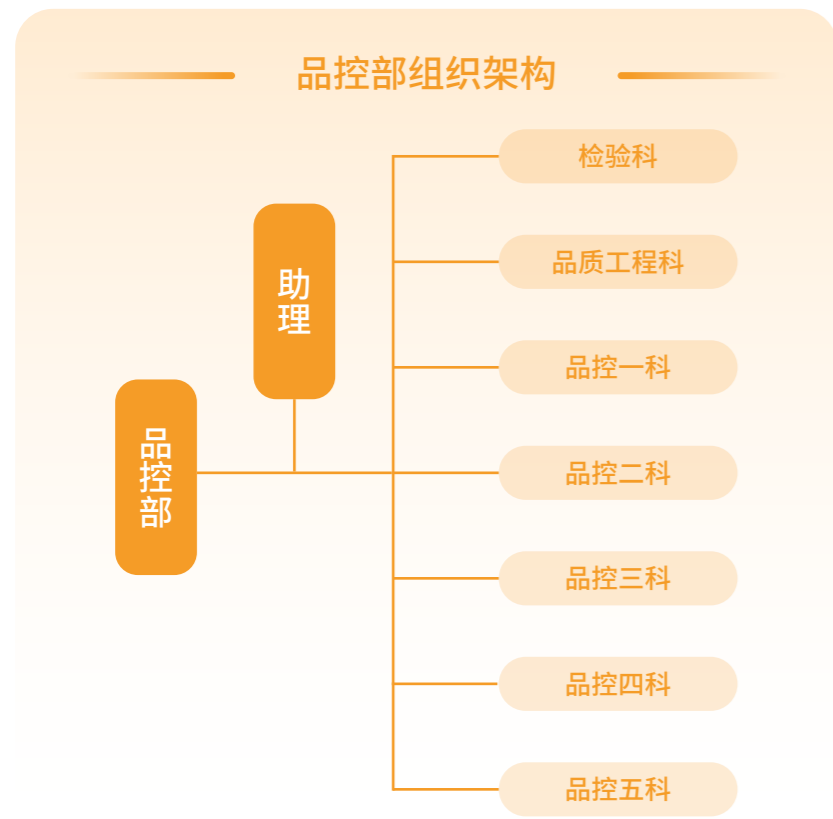 品控部组织架构
检验科
品质工程科
助理
品控一科
品控部
品控二科
品控三科
品控四科
品控五科